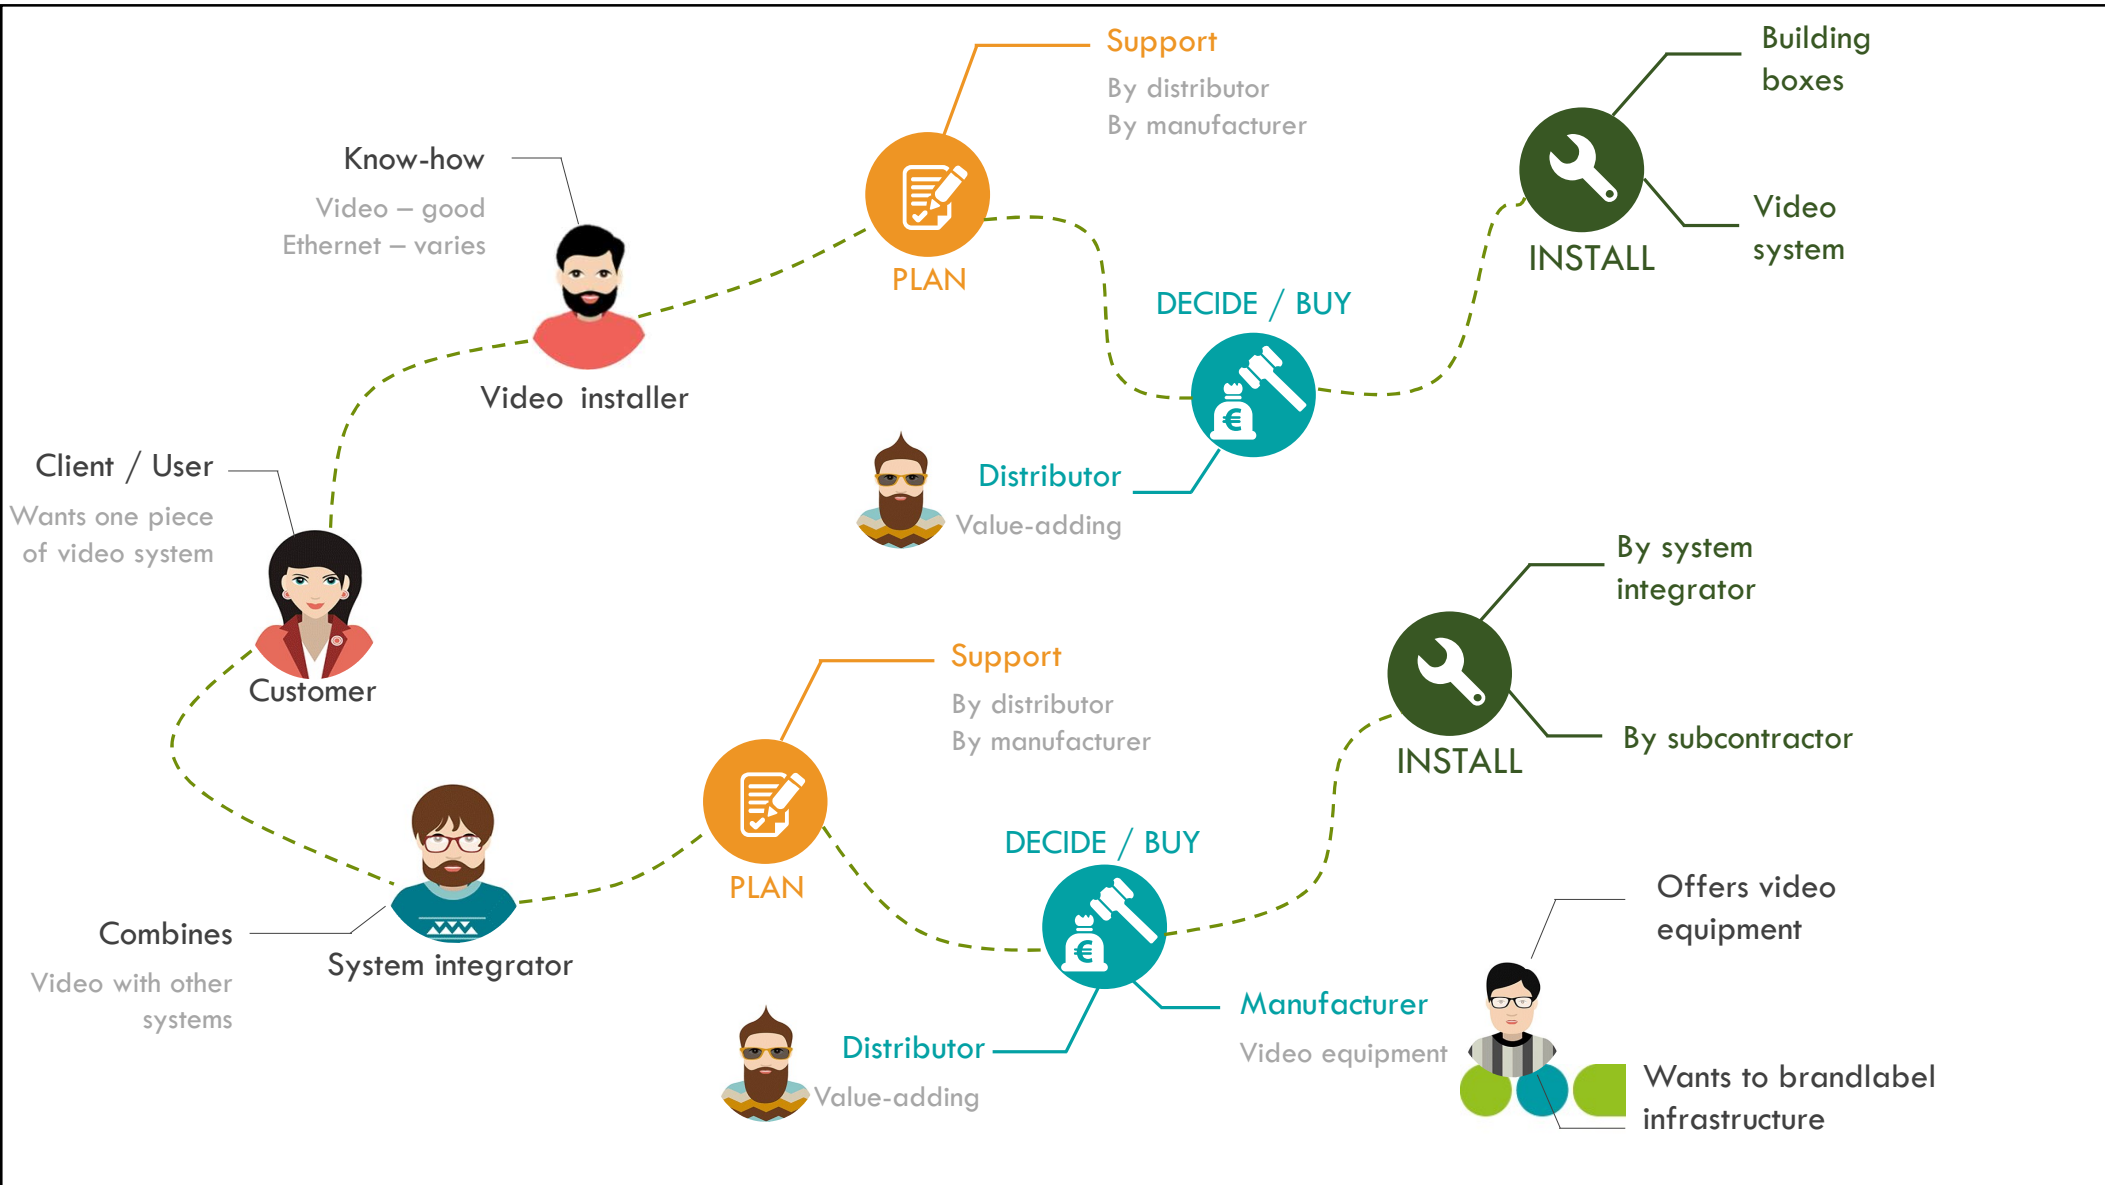 Support
By distributor
By manufacturer
Building
boxes
Know-how
Video – good
Ethernet – varies
Video
system
PLAN
INSTALL
DECIDE / BUY
Video installer
Client / User
Wants one piece
of video system
Distributor
Value-adding
Customer
By system
integrator
Support
By distributor
By manufacturer
By subcontractor
INSTALL
PLAN
DECIDE / BUY
Combines
Video with other
systems
System integrator
Offers video
equipment
Manufacturer
Video equipment
Distributor
Value-adding
Wants to brandlabel
infrastructure